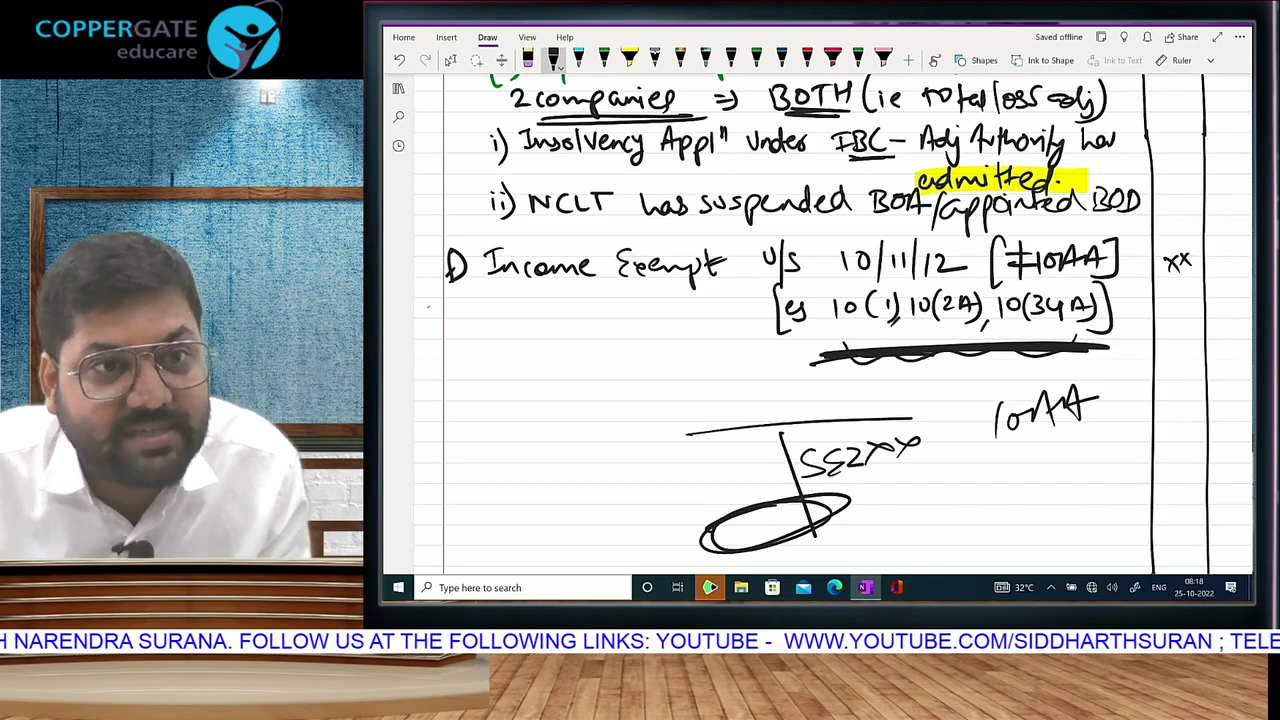 COPPERGATE
educare
Home Insert Draw View Help
Saved offline
Share
Shapes
Ink to Shape
Ink to Text
Ruler
2 companies ⇒ BOTH (ie total loss adj)
i) Insolvency Appln under IBC - Adj Authority has
admitted.
ii) NCLT has suspended BOA/appointed BOD
D) Income Exempt u/s 10/11/12 [≠10AA] xx
[eg 10(1), 10(2A), 10(34A)]
10AA
SEZ xx
Type here to search
32°C
ENG
08:18
25-10-2022
H NARENDRA SURANA. FOLLOW US AT THE FOLLOWING LINKS: YOUTUBE - WWW.YOUTUBE.COM/SIDDHARTHSURAN ; TELE